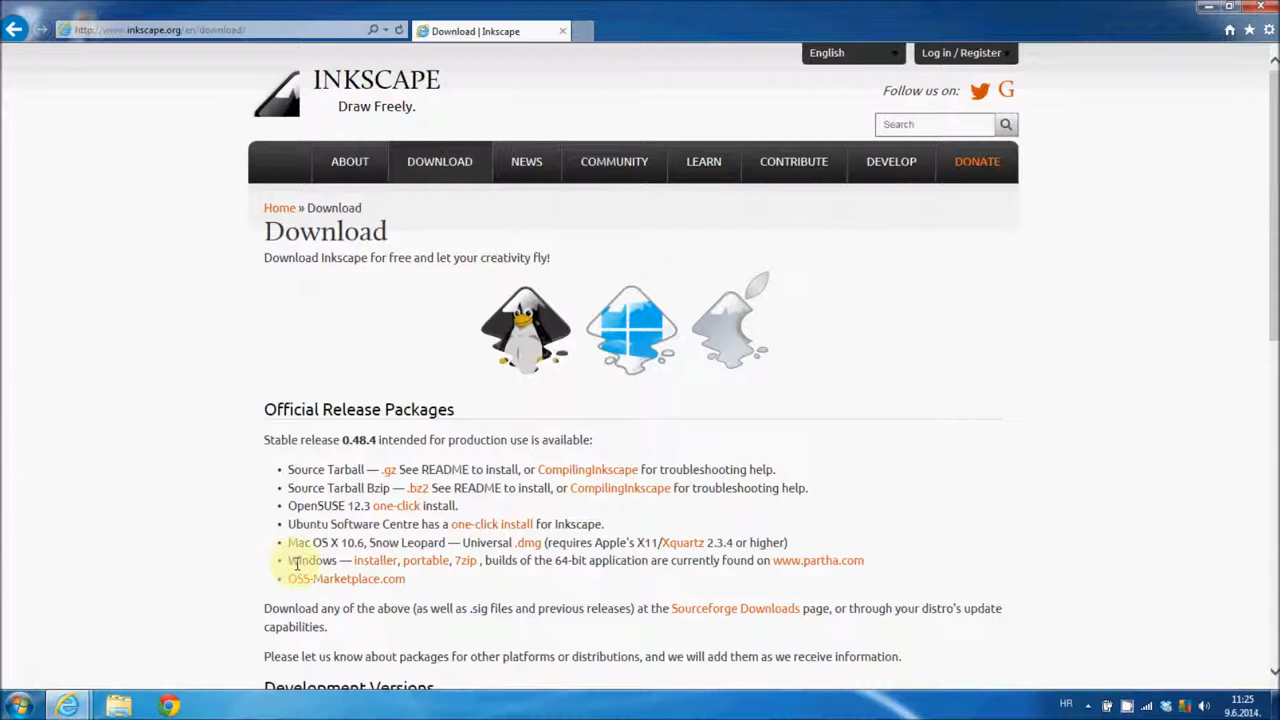 http://www.inkscape.org/en/download/
Download | Inkscape
English
Log in / Register
INKSCAPE
Draw Freely.
Follow us on:
Search
ABOUT
DOWNLOAD
NEWS
COMMUNITY
LEARN
CONTRIBUTE
DEVELOP
DONATE
Home » Download
Download
Download Inkscape for free and let your creativity fly!
Official Release Packages
Stable release 0.48.4 intended for production use is available:
• Source Tarball — .gz See README to install, or CompilingInkscape for troubleshooting help.
• Source Tarball Bzip — .bz2 See README to install, or CompilingInkscape for troubleshooting help.
• OpenSUSE 12.3 one-click install.
• Ubuntu Software Centre has a one-click install for Inkscape.
• Mac OS X 10.6, Snow Leopard — Universal .dmg (requires Apple's X11/Xquartz 2.3.4 or higher)
• Windows — installer, portable, 7zip , builds of the 64-bit application are currently found on www.partha.com
• OSS-Marketplace.com
Download any of the above (as well as .sig files and previous releases) at the Sourceforge Downloads page, or through your distro's update
capabilities.
Please let us know about packages for other platforms or distributions, and we will add them as we receive information.
Development Versions
HR
11:25
9.6.2014.